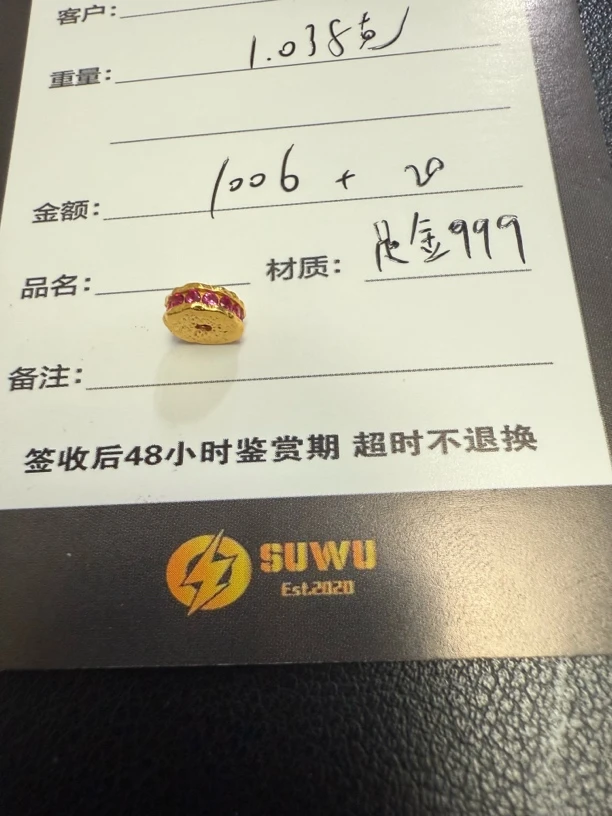 客户:
重量: 1.038克
金额: 1006 + 20
品名: 材质: 足金999
备注:
签收后48小时鉴赏期 超时不退换
SUWU
Est.2020